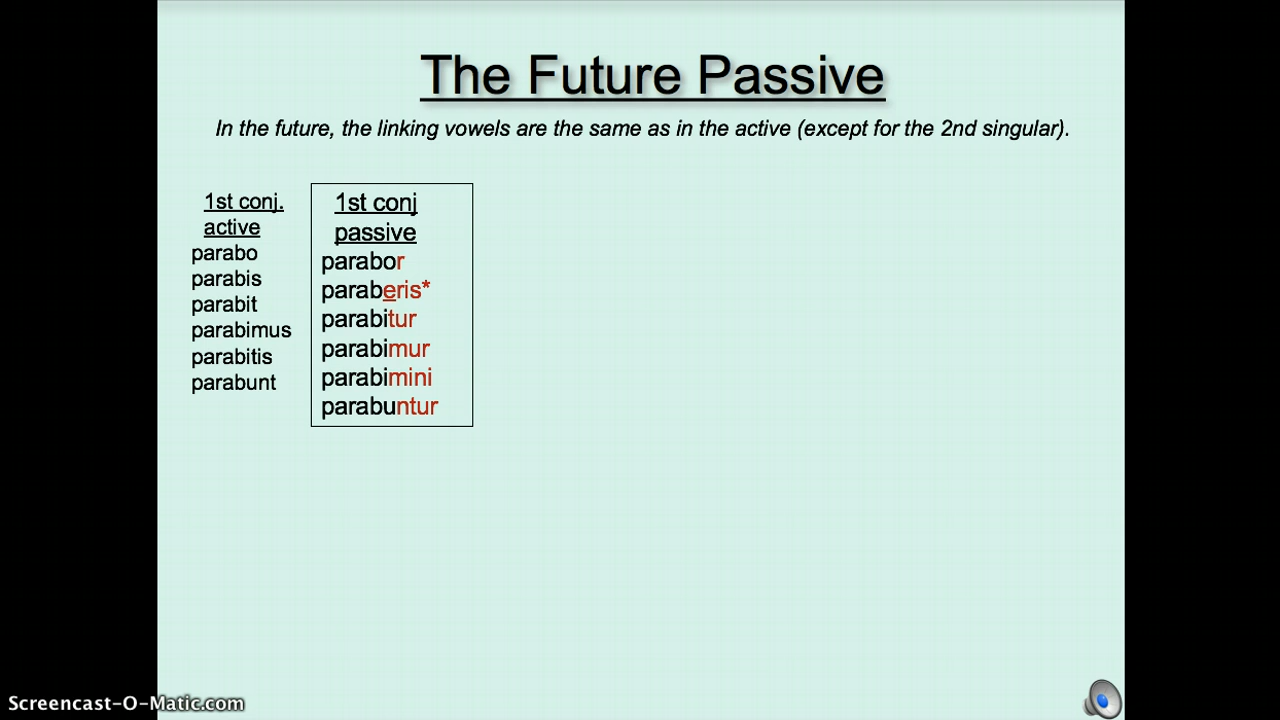 The Future Passive
In the future, the linking vowels are the same as in the active (except for the 2nd singular).
1st conj.
active
parabo
parabis
parabit
parabimus
parabitis
parabunt
1st conj
passive
parabor
paraberis*
parabitur
parabimur
parabimini
parabuntur
Screencast-O-Matic.com